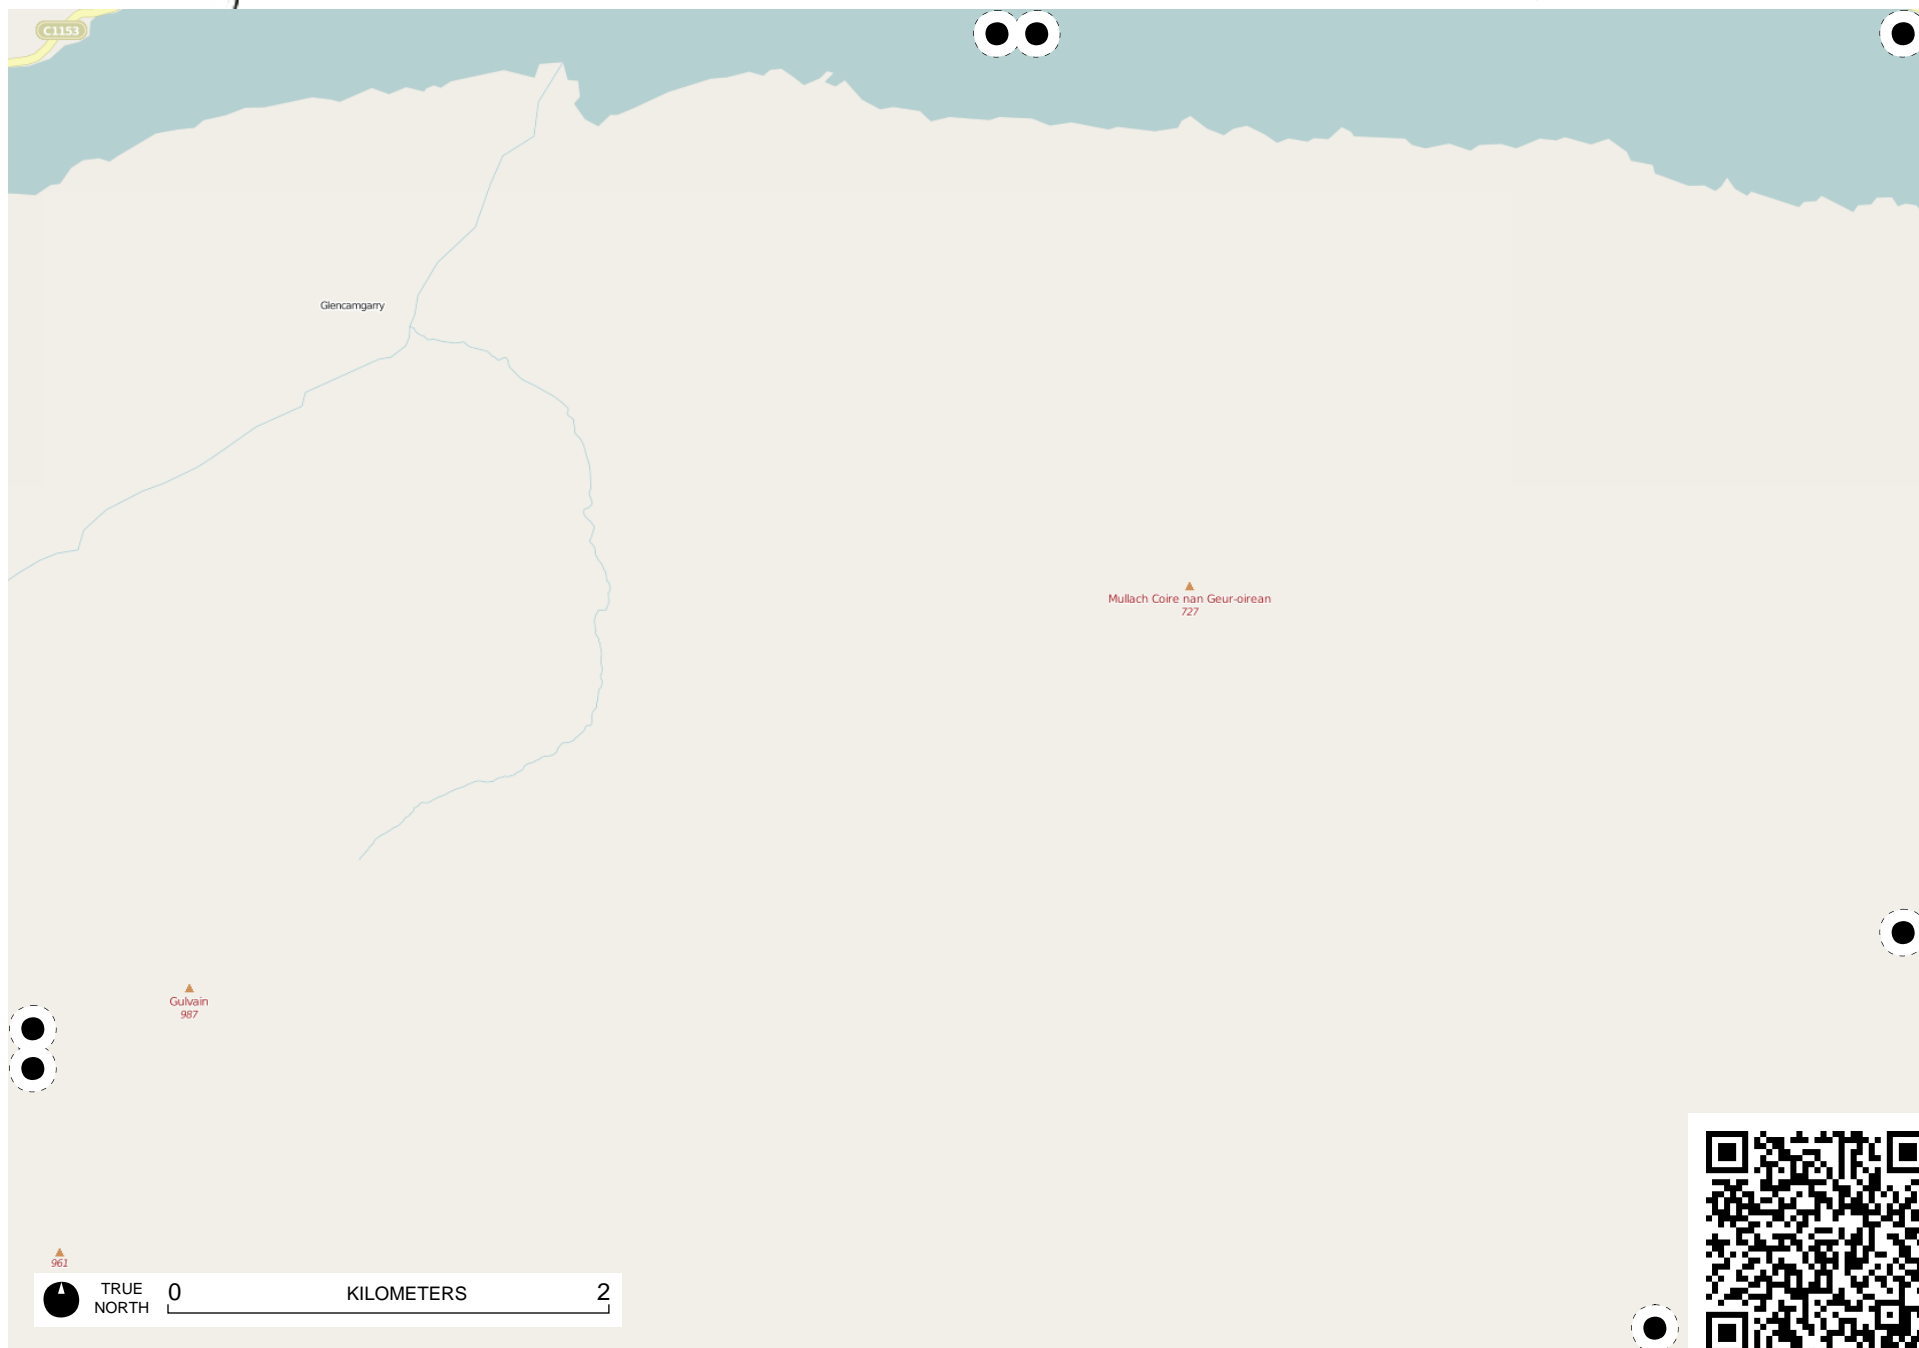 C1153
Glencamgarry
Mullach Coire nan Geur-oirean
727
Gulvain
987
961
TRUE
NORTH
0
KILOMETERS
2